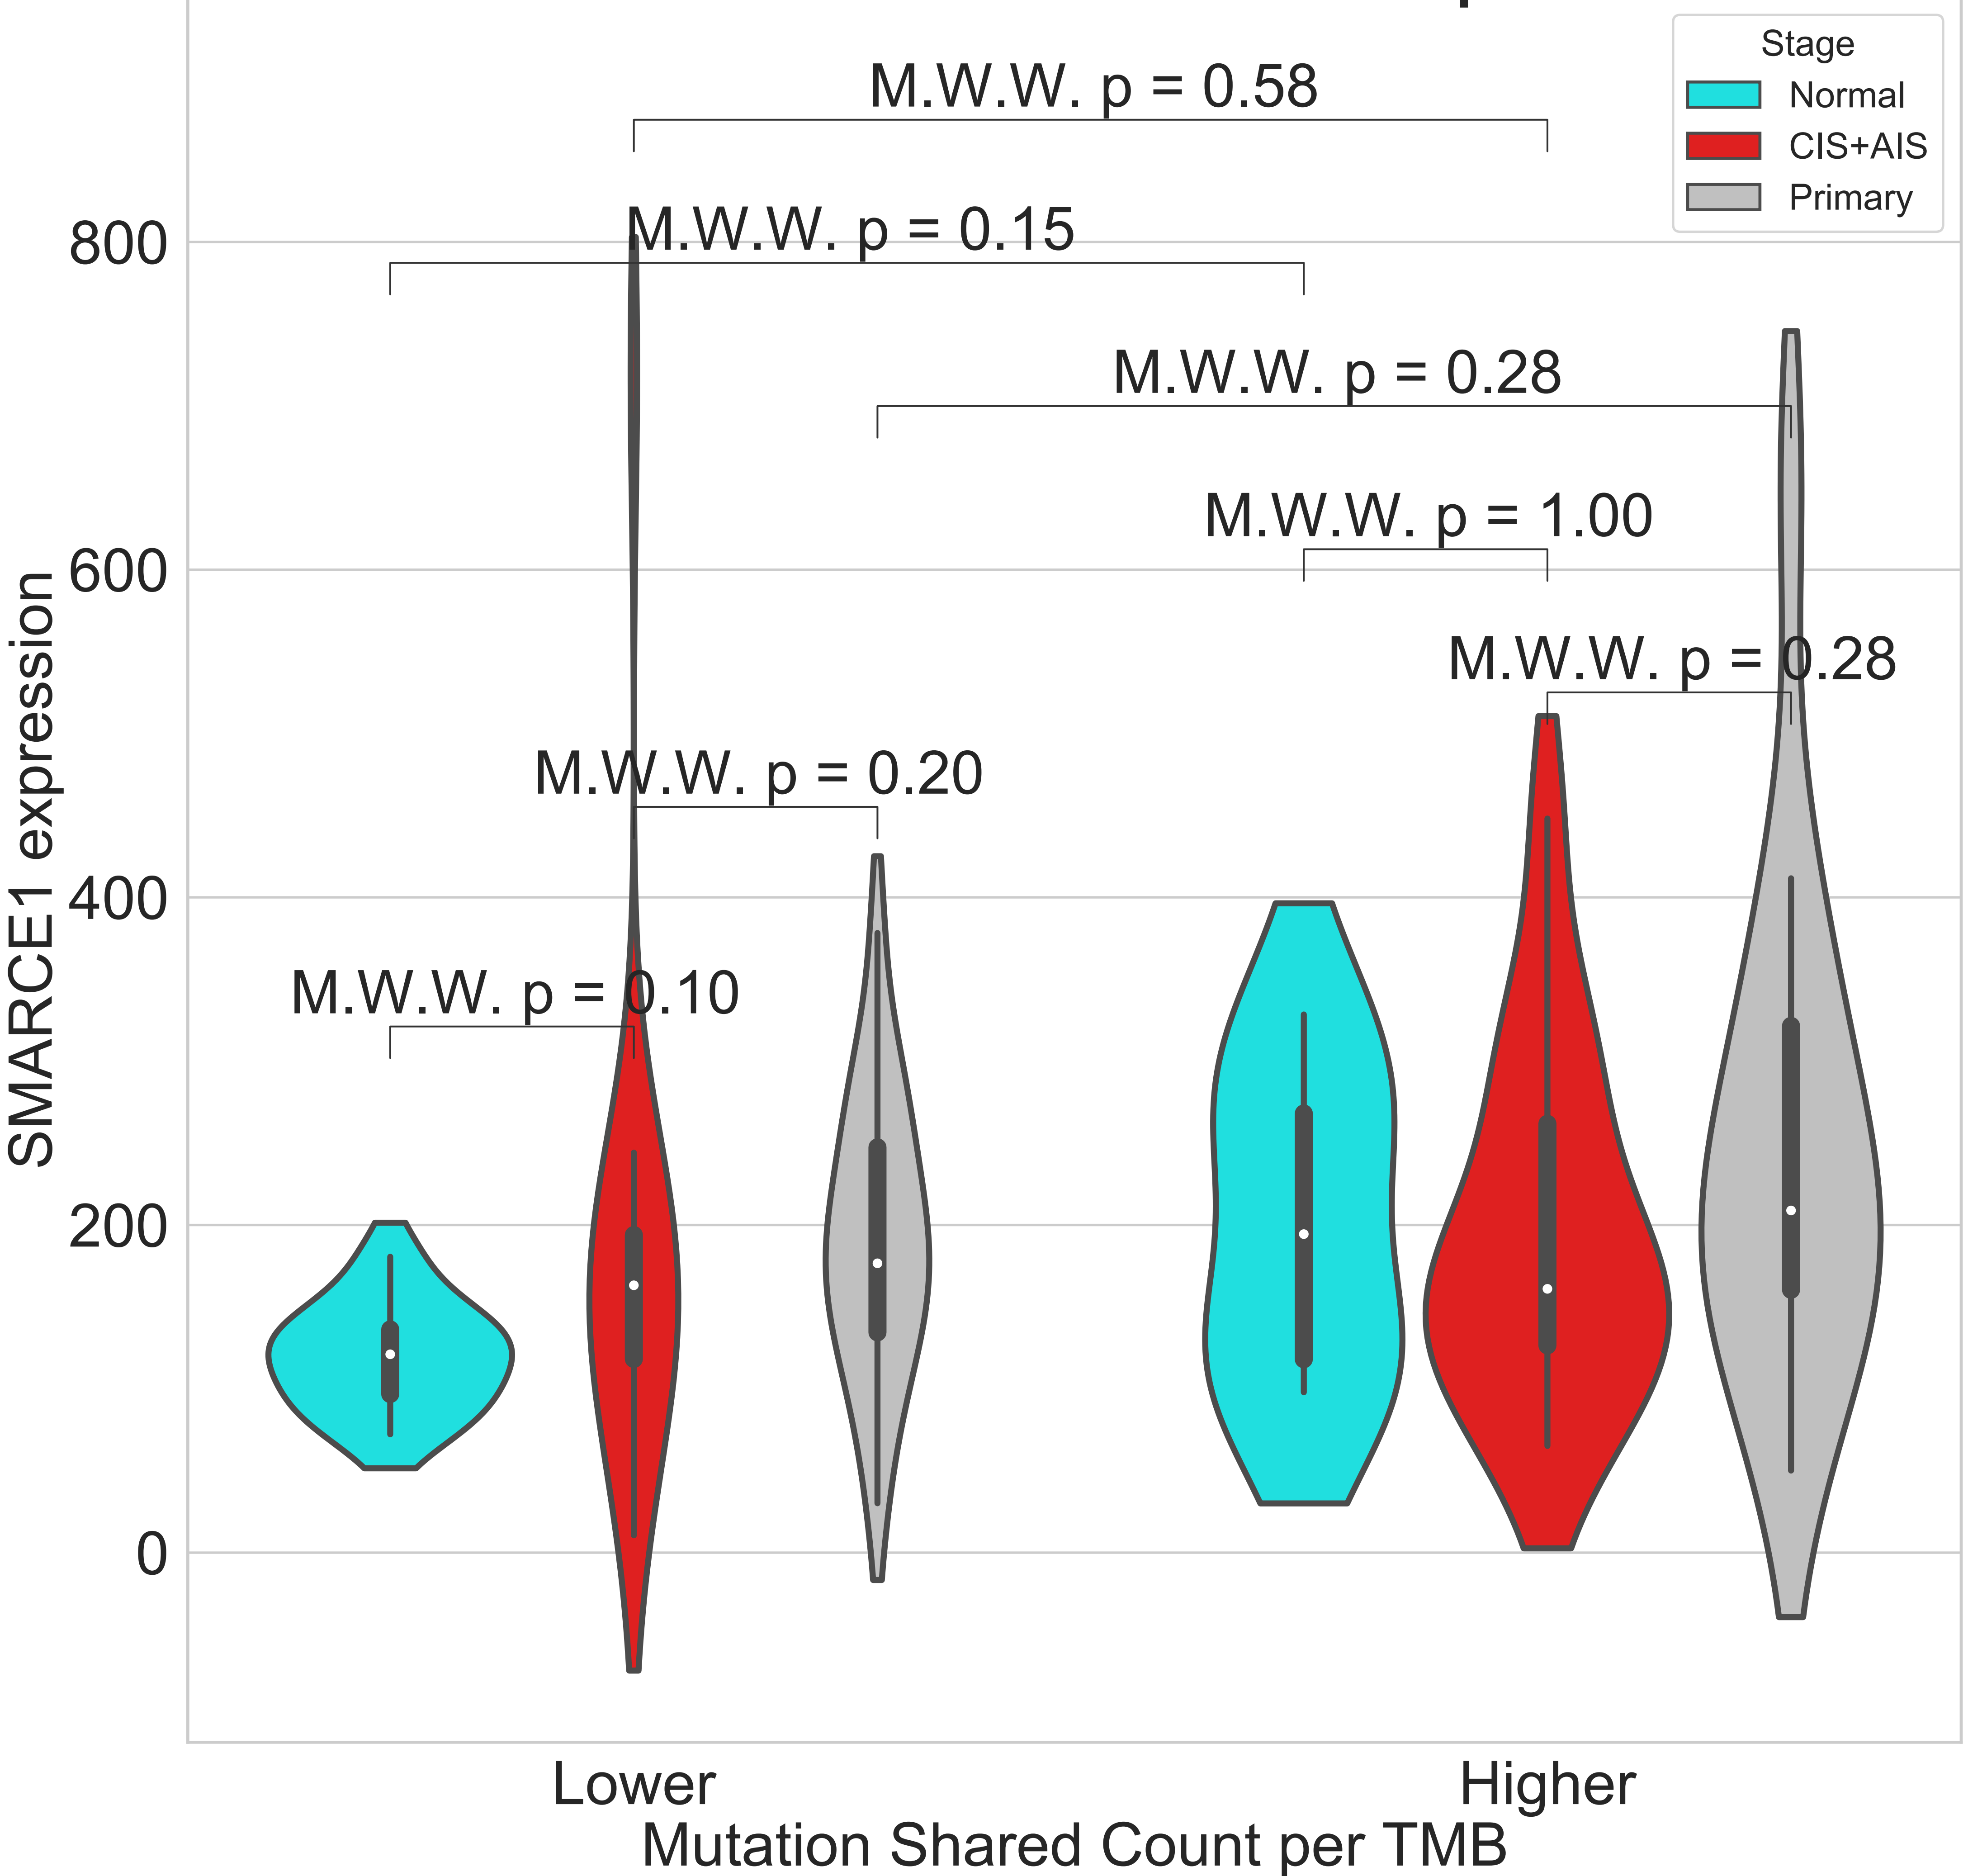 Stage
Normal
CIS+AIS
Primary
M.W.W. p = 0.58
M.W.W. p = 0.15
M.W.W. p = 0.28
M.W.W. p = 1.00
M.W.W. p = 0.28
M.W.W. p = 0.20
M.W.W. p = 0.10
800
600
400
200
0
SMARCE1 expression
Lower
Higher
Mutation Shared Count per TMB